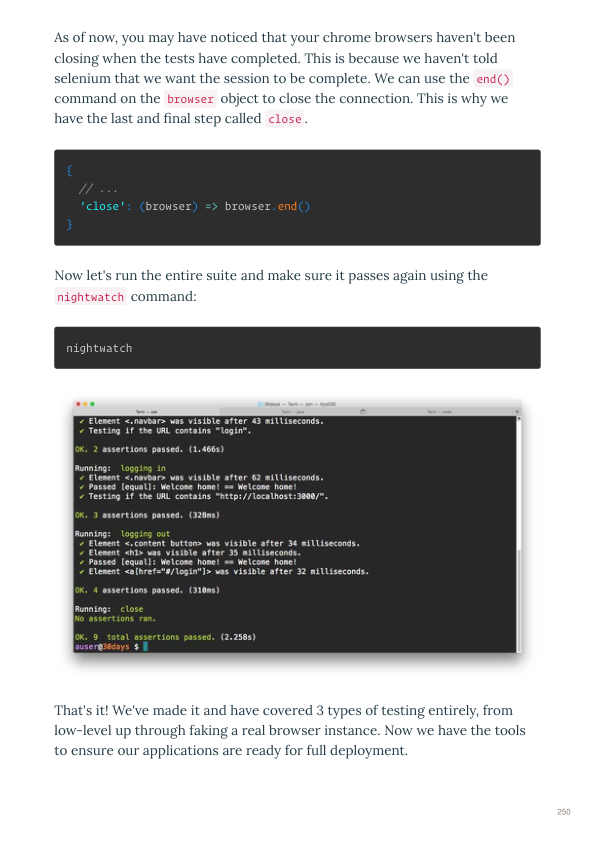 As of now, you may have noticed that your chrome browsers haven't been
closing when the tests have completed. This is because we haven't told
selenium that we want the session to be complete. We can use the end()
command on the browser object to close the connection. This is why we
have the last and final step called close.
{
// ...
'close': (browser) => browser.end()
}
Now let's run the entire suite and make sure it passes again using the
nightwatch command:
nightwatch
30days — Term — zsh — ttys000
Term — zsh Term — java Term — node +
✔ Element <.navbar> was visible after 43 milliseconds.
✔ Testing if the URL contains "login".
OK. 2 assertions passed. (1.466s)
Running: logging in
✔ Element <.navbar> was visible after 62 milliseconds.
✔ Passed [equal]: Welcome home! == Welcome home!
✔ Testing if the URL contains "http://localhost:3000/".
OK. 3 assertions passed. (328ms)
Running: logging out
✔ Element <.content button> was visible after 34 milliseconds.
✔ Element <h1> was visible after 35 milliseconds.
✔ Passed [equal]: Welcome home! == Welcome home!
✔ Element <a[href="#/login"]> was visible after 32 milliseconds.
OK. 4 assertions passed. (310ms)
Running: close
No assertions ran.
OK. 9 total assertions passed. (2.258s)
auser@30days $
That's it! We've made it and have covered 3 types of testing entirely, from
low-level up through faking a real browser instance. Now we have the tools
to ensure our applications are ready for full deployment.
250